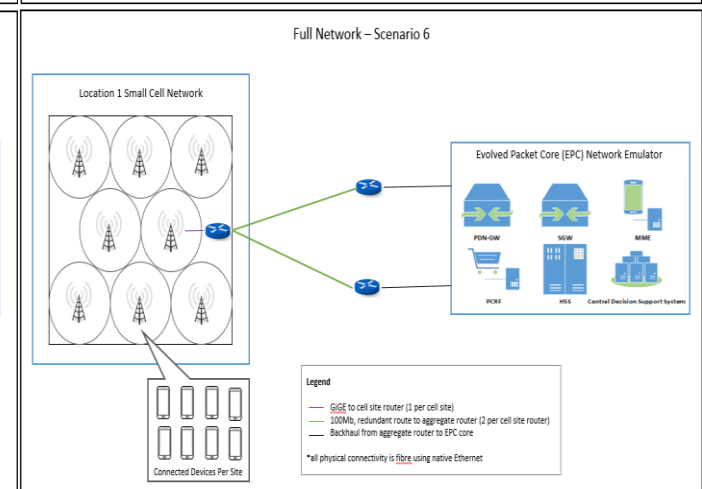 Full Network – Scenario 6
Location 1 Small Cell Network
Evolved Packet Core (EPC) Network Emulator
PDN-GW
SGW
MME
PCRF
HSS
Central Decision Support System
Connected Devices Per Site
Legend
GIGE to cell site router (1 per cell site)
100Mb, redundant route to aggregate router (2 per cell site router)
Backhaul from aggregate router to EPC core
*all physical connectivity is fibre using native Ethernet